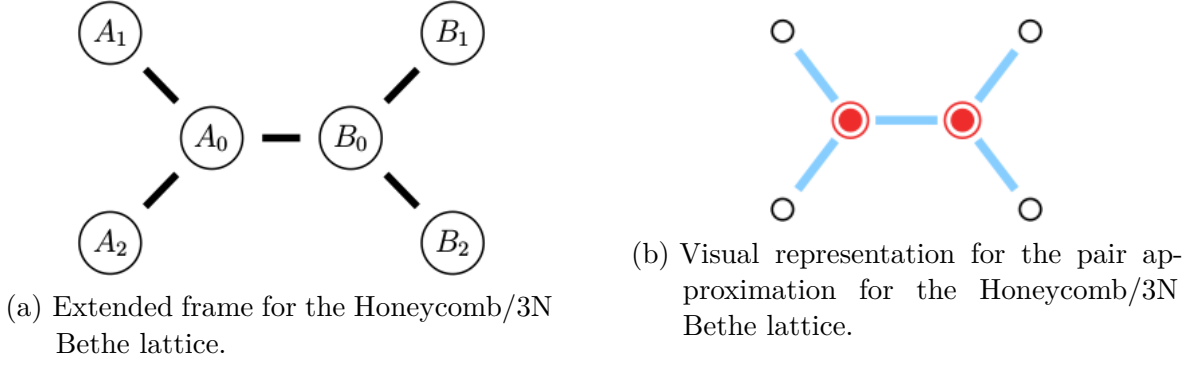 A₁ B₁
A₀ B₀
A₂ B₂
(a) Extended frame for the Honeycomb/3N
Bethe lattice.
(b) Visual representation for the pair ap-
proximation for the Honeycomb/3N
Bethe lattice.